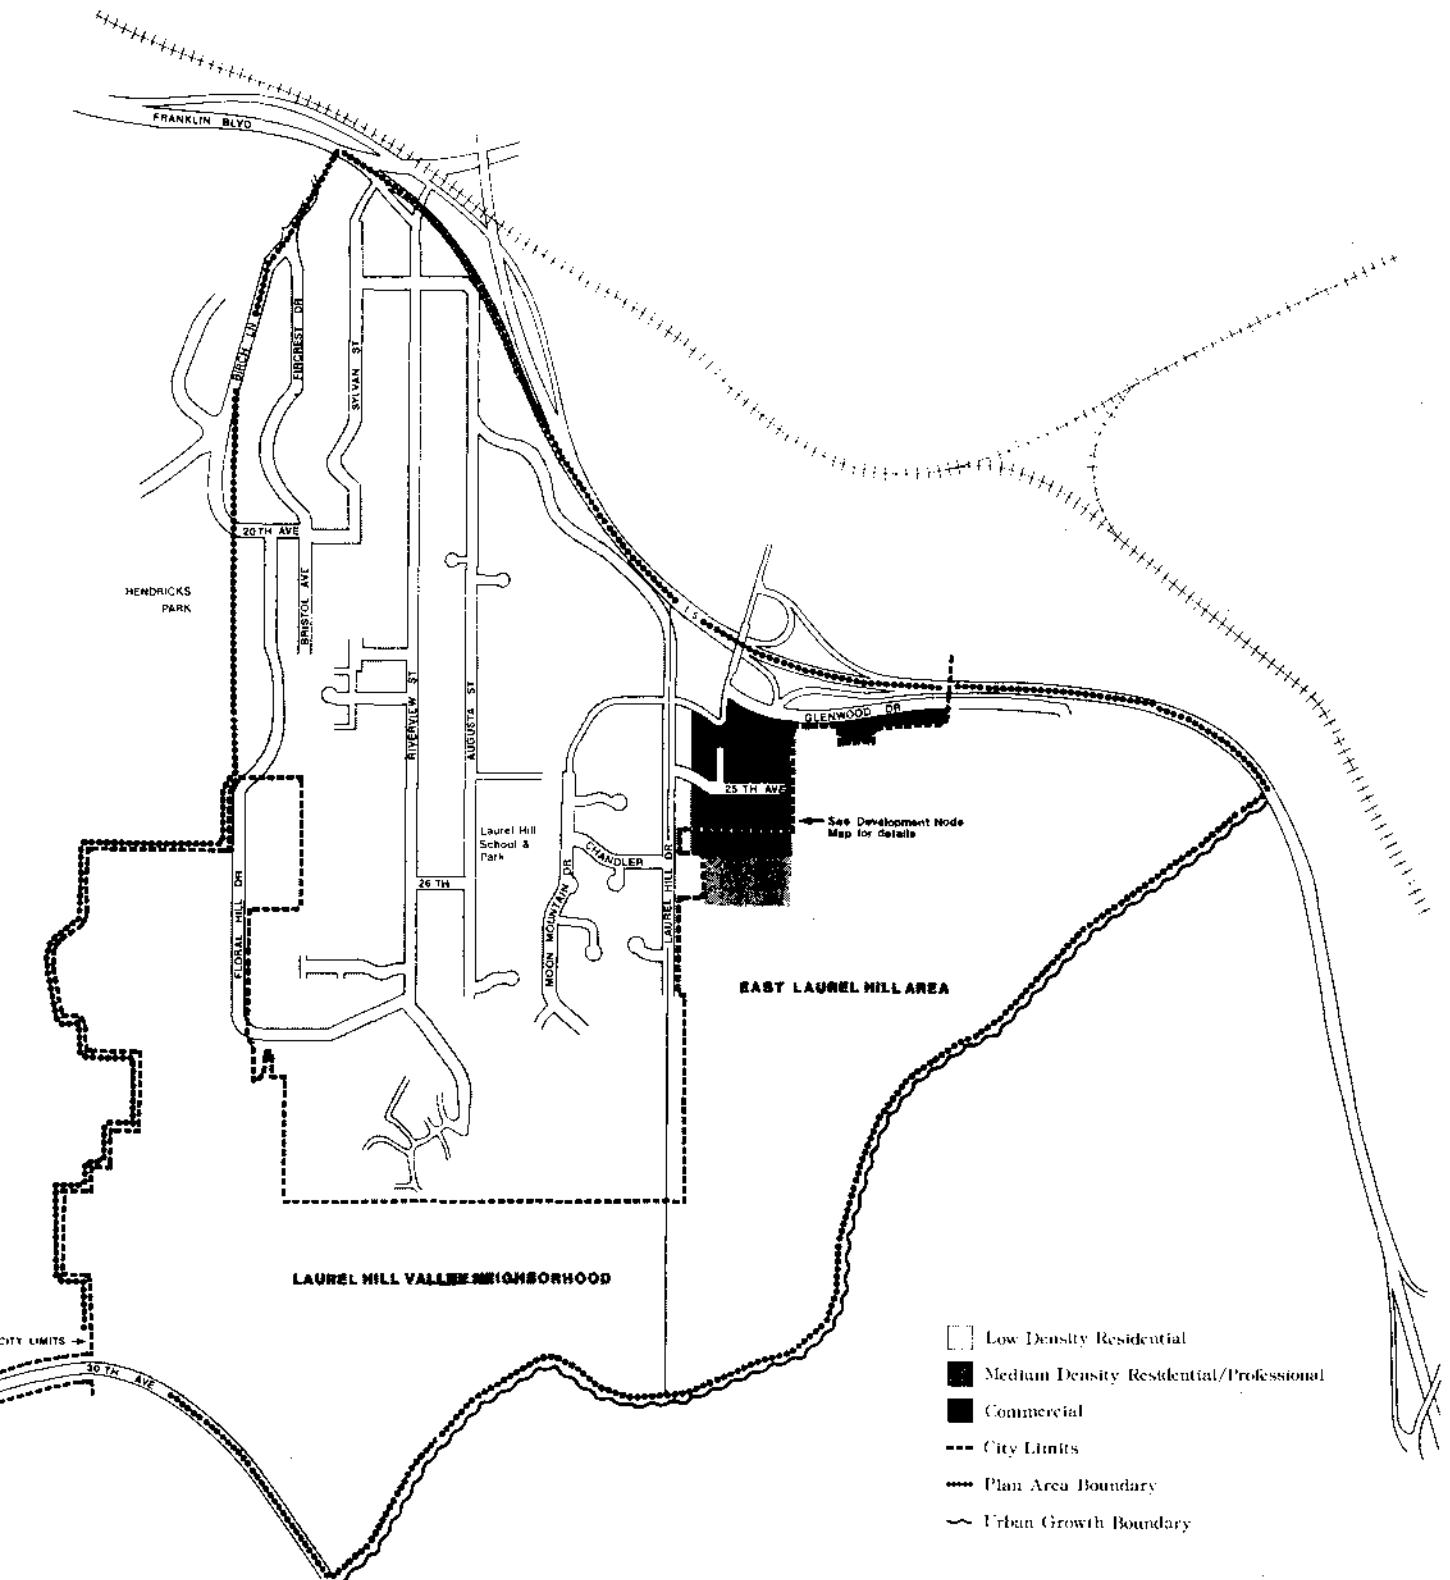 FRANKLIN BLVD
BIRCH LN
FIRCREST DR
SYLVAN ST
20TH AVE
HENDRICKS
PARK
BRISTOL AVE
I-5
RIVERVIEW ST
AUGUSTA ST
GLENWOOD DR
25 TH AVE
See Development Node
Map for details
Laurel Hill
School &
Park
CHANDLER
26 TH
FLORAL HILL DR
MOON MOUNTAIN DR
LAUREL HILL DR
EAST LAUREL HILL AREA
LAUREL HILL VALLEY NEIGHBORHOOD
CITY LIMITS
30 TH AVE
Low Density Residential
Medium Density Residential/Professional
Commercial
City Limits
Plan Area Boundary
Urban Growth Boundary